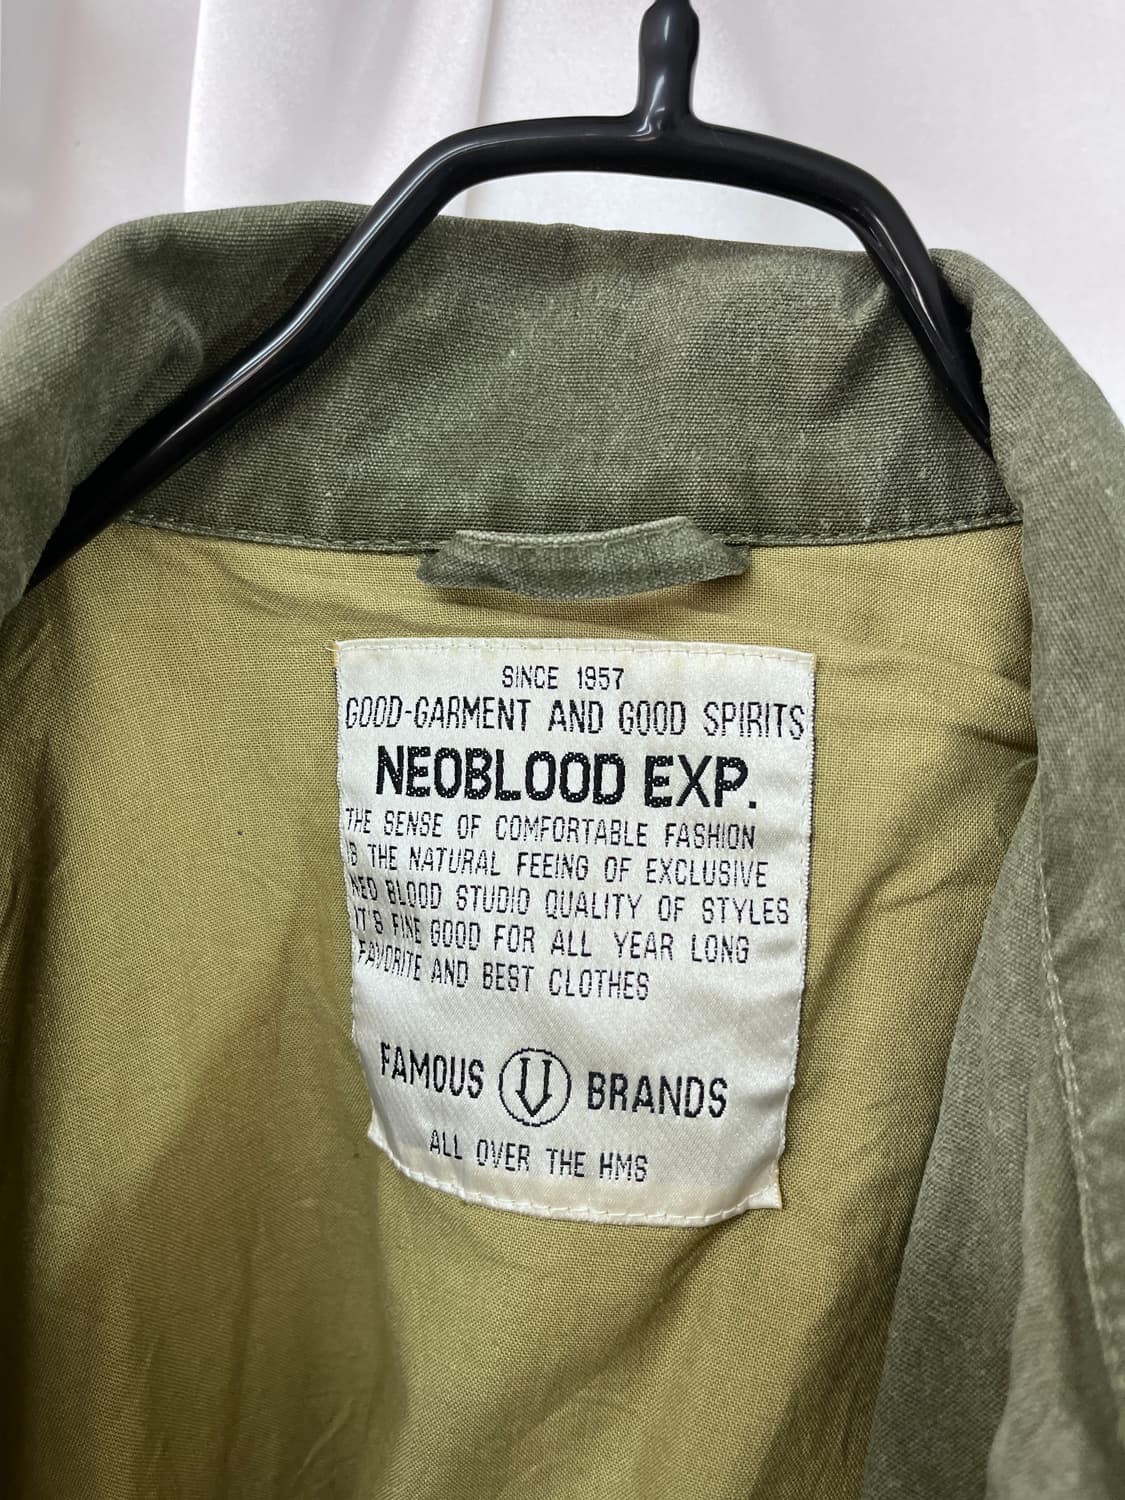 SINCE 1957
GOOD-GARMENT AND GOOD SPIRITS
NEOBLOOD EXP.
THE SENSE OF COMFORTABLE FASHION
IS THE NATURAL FEEING OF EXCLUSIVE
NEO BLOOD STUDIO QUALITY OF STYLES
IT'S FINE GOOD FOR ALL YEAR LONG
FAVORITE AND BEST CLOTHES
FAMOUS BRANDS
ALL OVER THE HMS